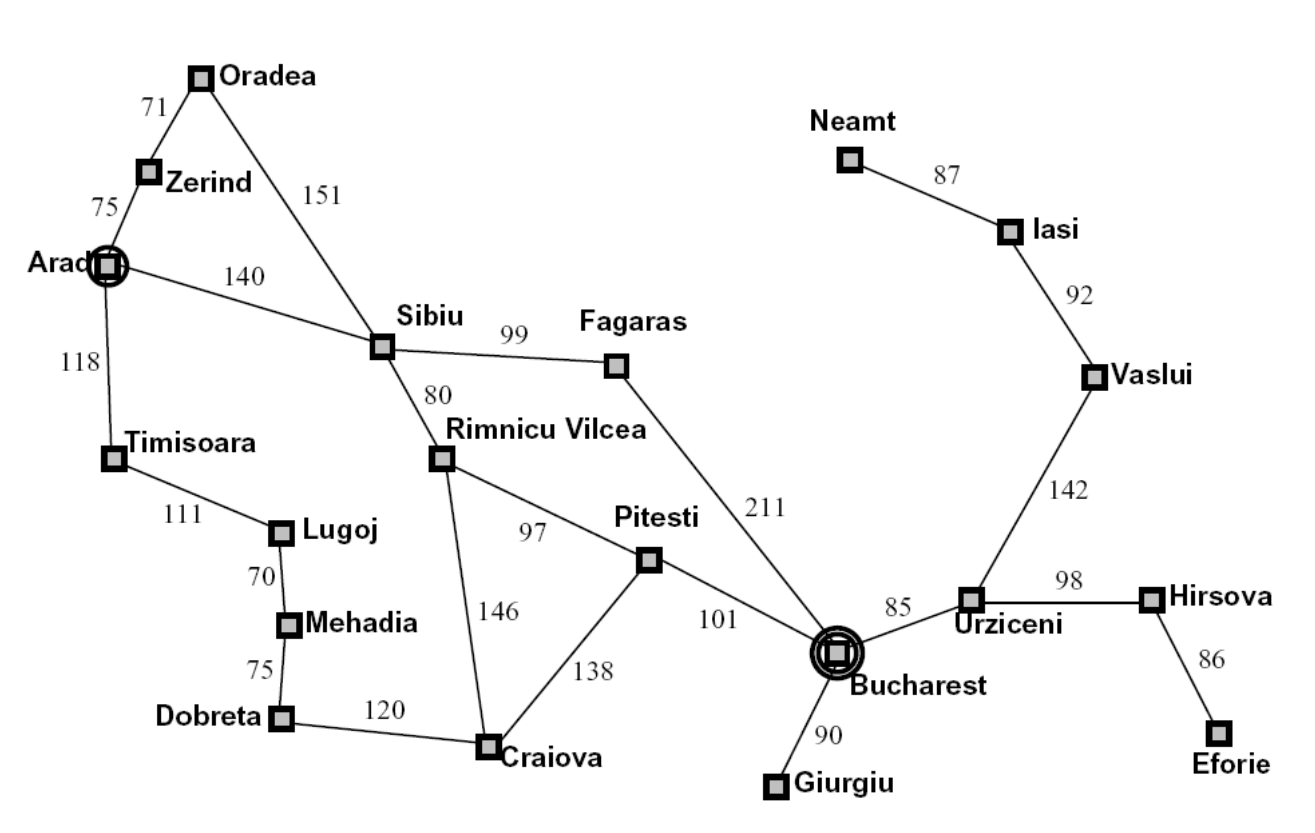 Oradea
71
Neamt
87
Zerind
151
75
Iasi
Arad
140
92
Sibiu
99
Fagaras
118
80
Vaslui
Timisoara
Rimnicu Vilcea
142
111
Lugoj
97
Pitesti
211
70
146
101
85
98
Hirsova
Mehadia
Urziceni
75
138
86
Bucharest
Dobreta
120
90
Craiova
Giurgiu
Eforie